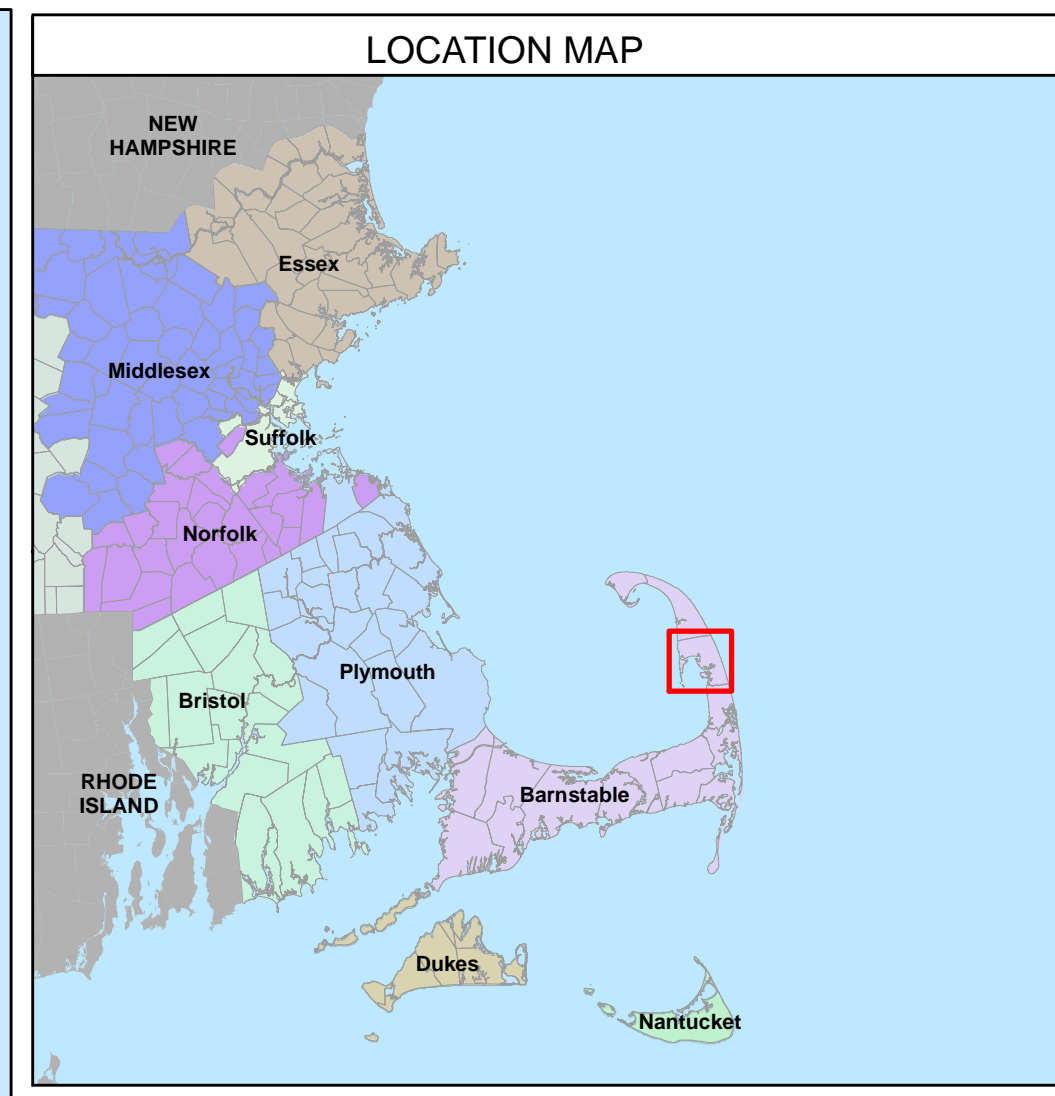 LOCATION MAP
NEW
HAMPSHIRE
Essex
Middlesex
Suffolk
Norfolk
Plymouth
Bristol
RHODE
ISLAND
Barnstable
Dukes
Nantucket